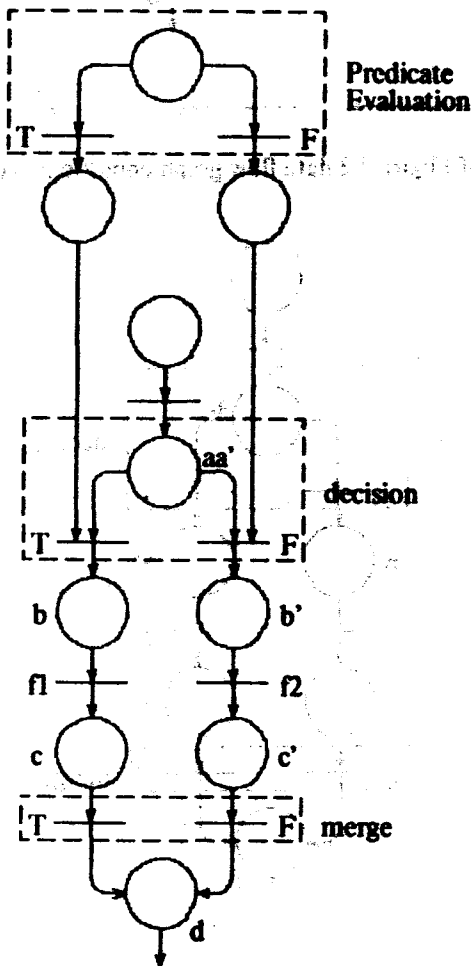 Predicate
Evaluation
T F
aa'
decision
T F
b b'
f1 f2
c c'
T F merge
d